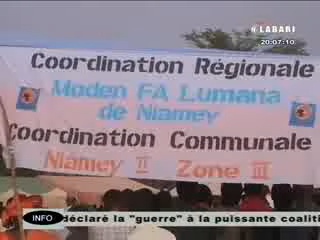 LABARI
20:07:10
Coordination Régionale
Moden FA Lumana
de Niamey
Coordination Communale
Niamey II Zone III
INFO déclaré la "guerre" à la puissante coaliti